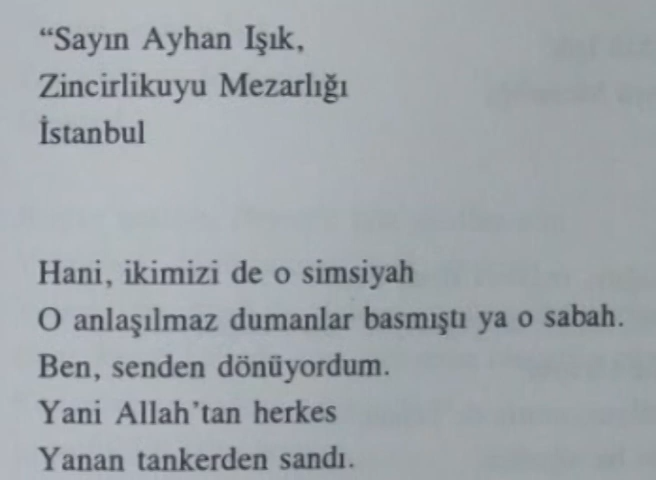 “Sayın Ayhan Işık,
Zincirlikuyu Mezarlığı
İstanbul
Hani, ikimizi de o simsiyah
O anlaşılmaz dumanlar basmıştı ya o sabah.
Ben, senden dönüyordum.
Yani Allah’tan herkes
Yanan tankerden sandı.